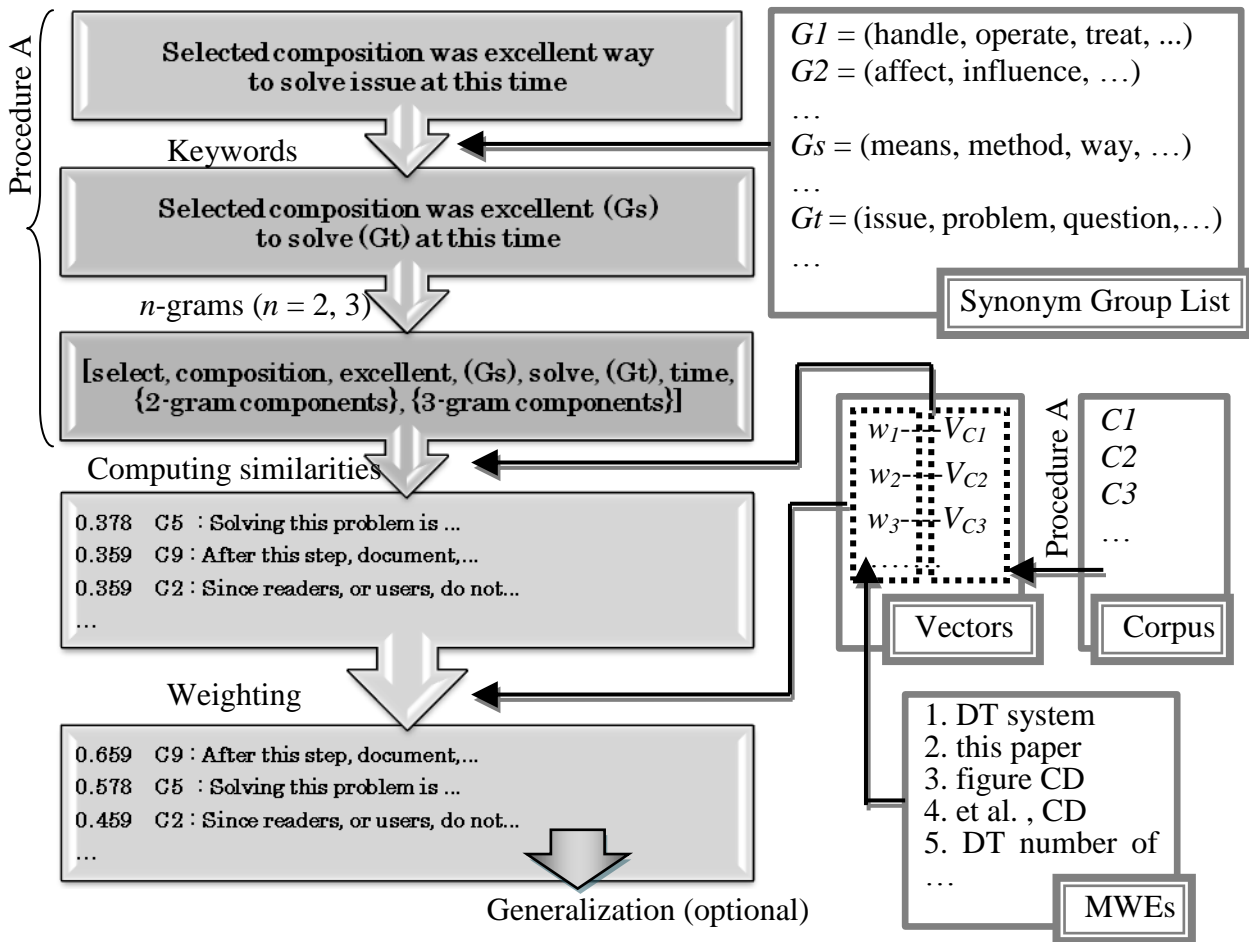 Procedure A
Selected composition was excellent way
to solve issue at this time
Keywords
Selected composition was excellent (Gs)
to solve (Gt) at this time
n-grams (n = 2, 3)
[select, composition, excellent, (Gs), solve, (Gt), time,
{2-gram components}, {3-gram components}]
Computing similarities
0.378 C5 : Solving this problem is ...
0.359 C9 : After this step, document,...
0.359 C2 : Since readers, or users, do not...
...
Weighting
0.659 C9 : After this step, document,...
0.578 C5 : Solving this problem is ...
0.459 C2 : Since readers, or users, do not...
...
Generalization (optional)
G1 = (handle, operate, treat, ...)
G2 = (affect, influence, …)
…
Gs = (means, method, way, …)
…
Gt = (issue, problem, question,…)
…
Synonym Group List
w1----VC1
w2----VC2
w3----VC3
........
Vectors
Procedure A
C1
C2
C3
…
Corpus
1. DT system
2. this paper
3. figure CD
4. et al. , CD
5. DT number of
…
MWEs